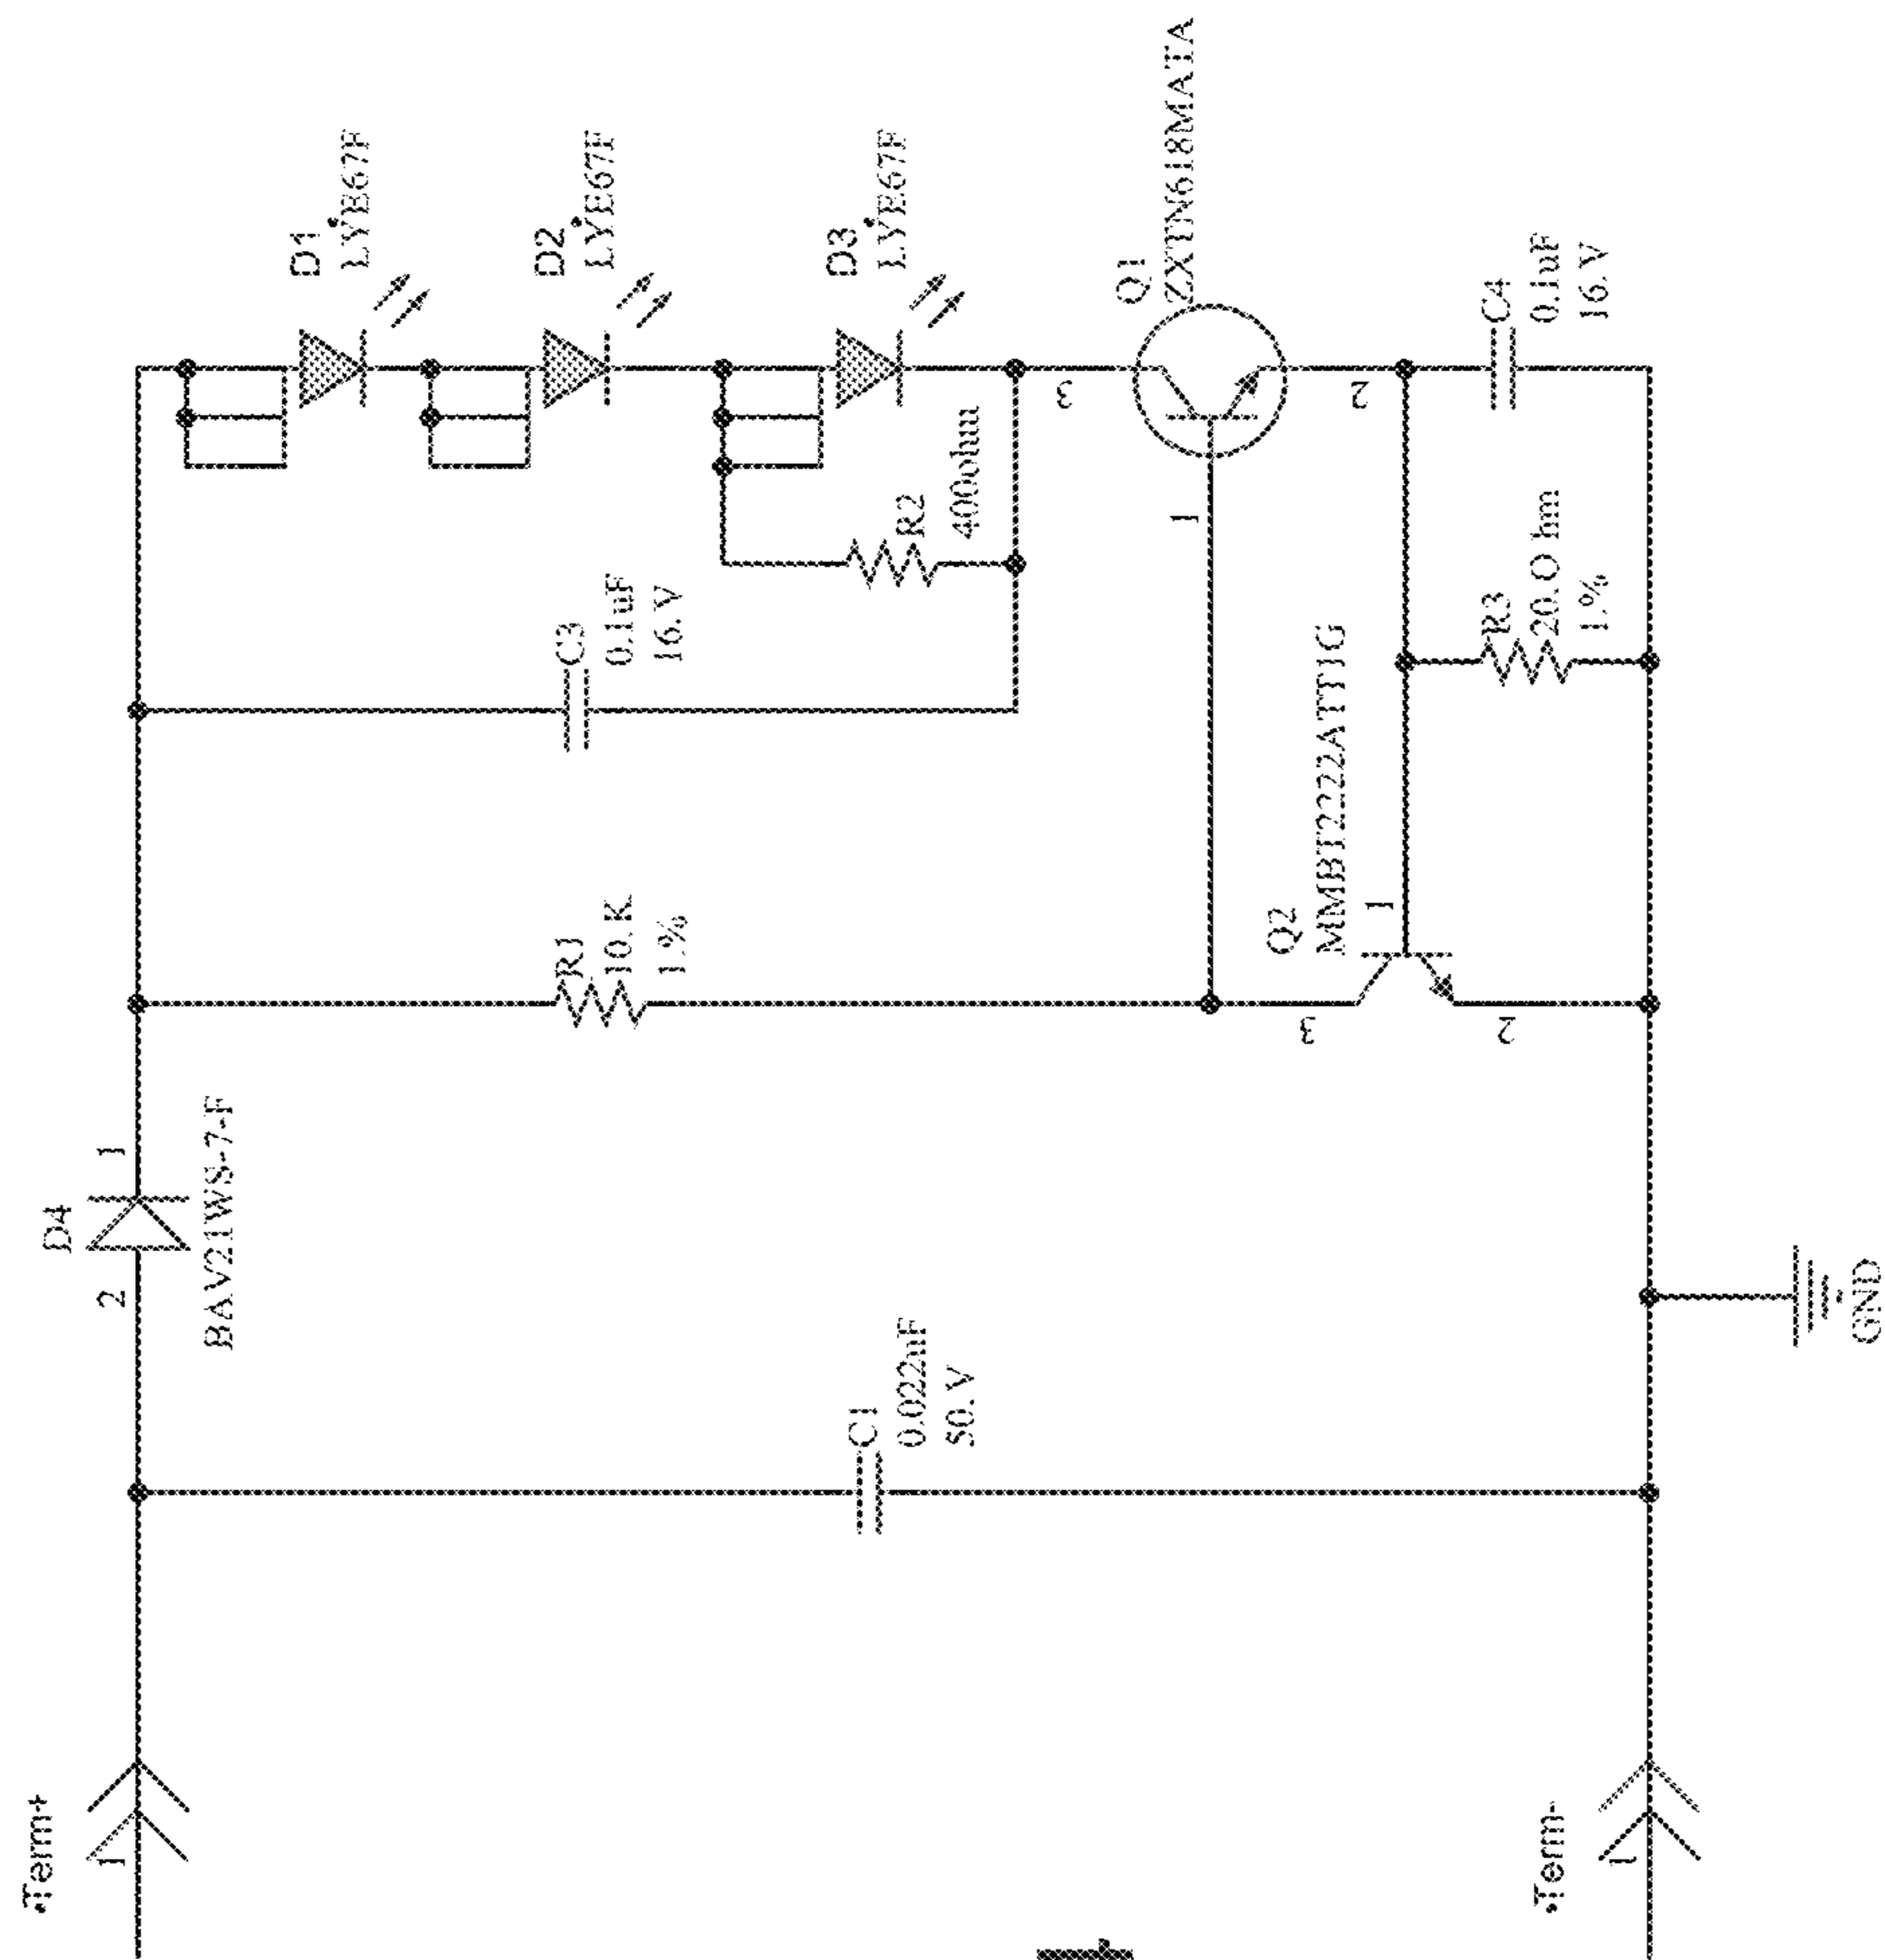 Term+
1
2
D4
1
BAV21WS-7-F
C1
0.022uF
50.V
R1
10.K
1.%
C3
0.1uF
16.V
R2
400ohm
D1
LYE67F
D2
LYE67F
D3
LYE67F
3
Q1
ZXTN618MATA
1
2
Q2
MMBT2222ATT1G
1
3
2
R3
20.Ohm
1.%
C4
0.1uF
16.V
Term-
1
GND